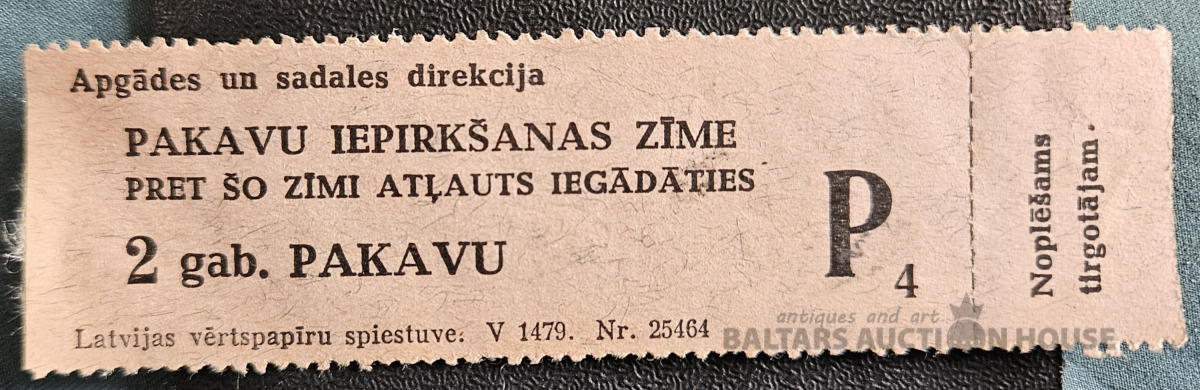 Apgādes un sadales direkcija
PAKAVU IEPIRKŠANAS ZĪME
PRET ŠO ZĪMI ATĻAUTS IEGĀDĀTIES
2 gab. PAKAVU
P
4
Latvijas vērtspapīru spiestuve. V 1479. Nr. 25464
Noplēšams
tirgotājam.
antiques and art
BALTARS AUCTION HOUSE